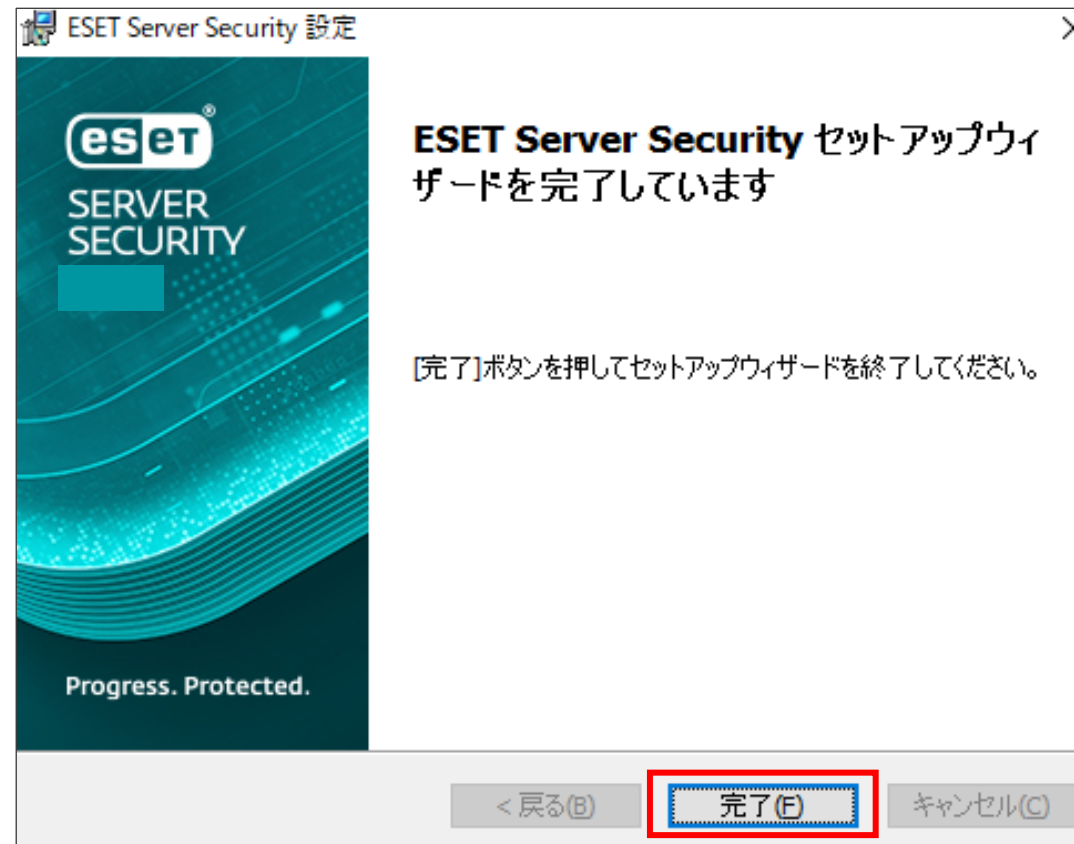 ESET Server Security 設定
eset®
SERVER
SECURITY
ESET Server Security セットアップウィ
ザードを完了しています
[完了]ボタンを押してセットアップウィザードを終了してください。
Progress. Protected.
< 戻る(B)
完了(F)
キャンセル(C)